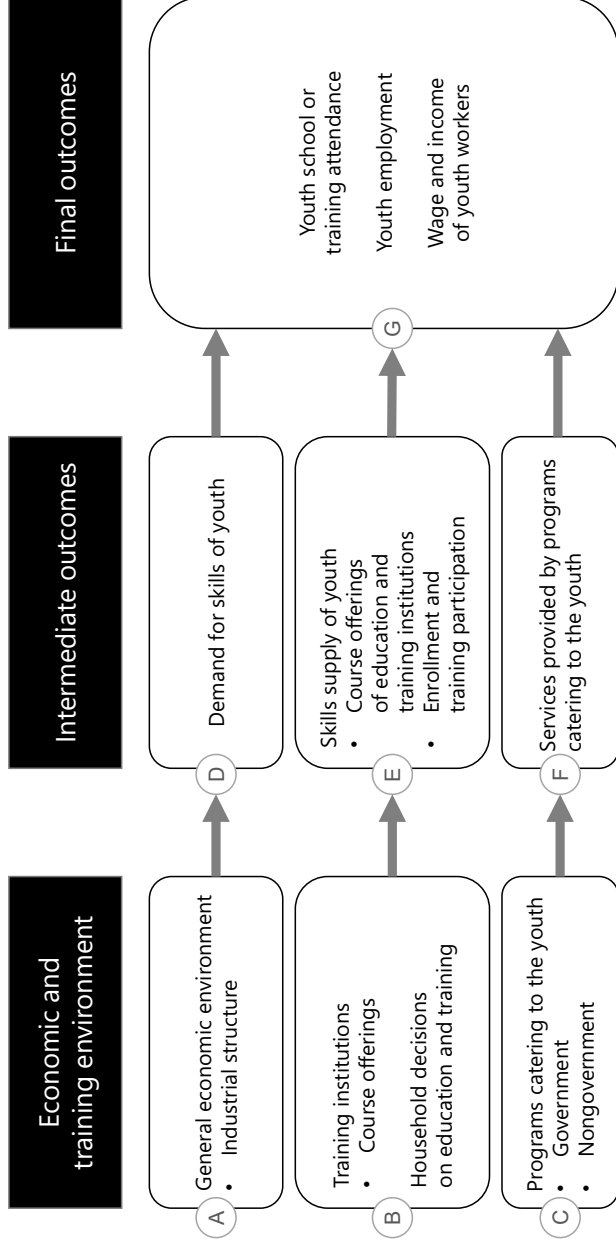 Economic and
training environment
Intermediate outcomes
Final outcomes
A
General economic environment
• Industrial structure
D
Demand for skills of youth
B
Training institutions
• Course offerings
Household decisions
on education and training
E
Skills supply of youth
• Course offerings
of education and
training institutions
• Enrollment and
training participation
G
Youth school or
training attendance
Youth employment
Wage and income
of youth workers
C
Programs catering to the youth
• Government
• Nongovernment
F
Services provided by programs
catering to the youth